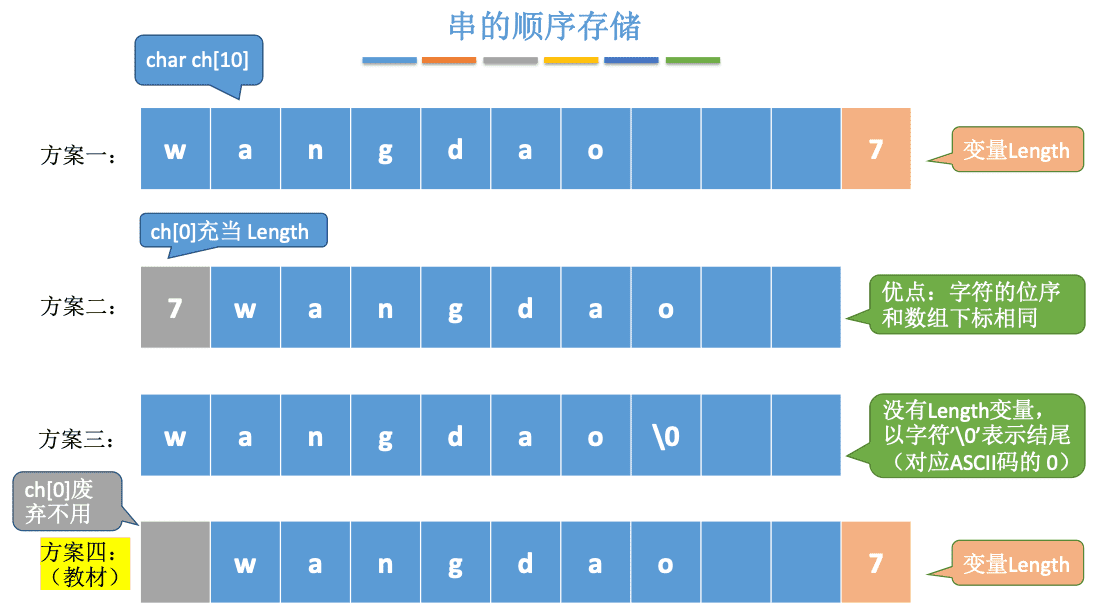 串的顺序存储
char ch[10]
方案一：
w a n g d a o 7
变量Length
ch[0]充当 Length
方案二：
7 w a n g d a o
优点：字符的位序
和数组下标相同
方案三：
w a n g d a o \0
没有Length变量，
以字符’\0’表示结尾
（对应ASCII码的 0）
ch[0]废
弃不用
方案四：
（教材）
w a n g d a o 7
变量Length